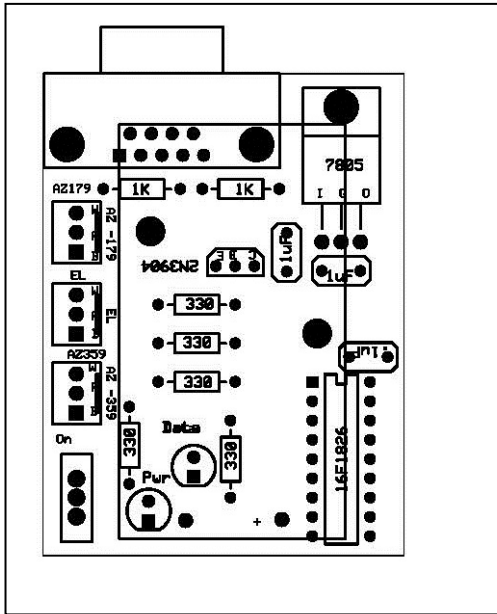 7805
I G O
AZ179
1K
1K
AZ-179
W
R
B
2N3904
E B C
1uF
1uF
EL
EL
W
R
B
330
330
330
.1uF
AZ359
AZ-359
W
R
B
On
330
Data
330
Pwr
16F1826
+